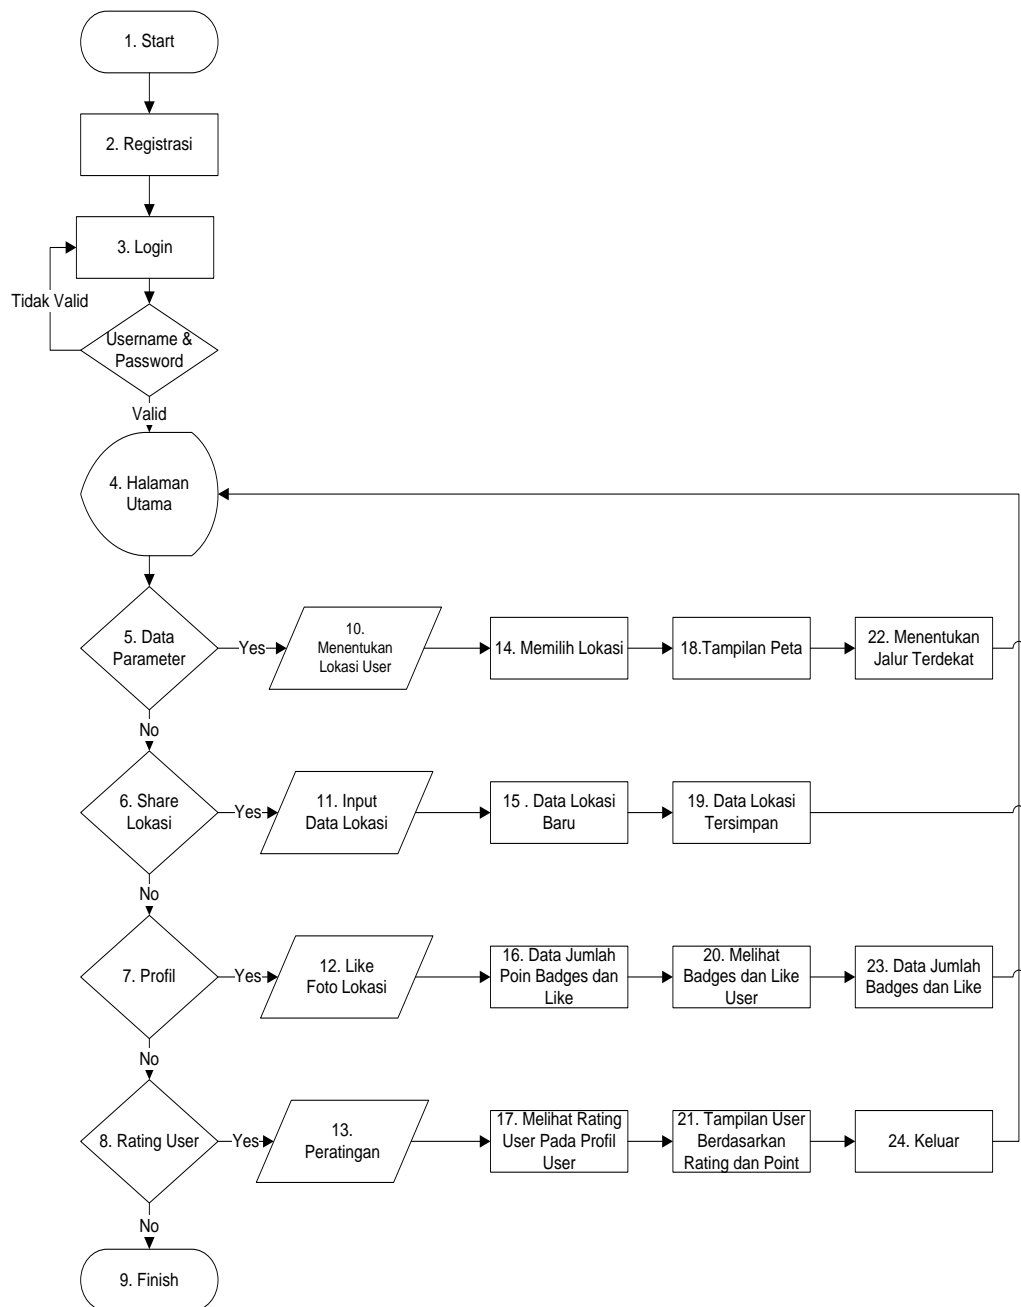 1. Start
2. Registrasi
3. Login
Tidak Valid
Username &
Password
Valid
4. Halaman
Utama
5. Data
Parameter
Yes
10.
Menentukan
Lokasi User
14. Memilih Lokasi
18.Tampilan Peta
22. Menentukan
Jalur Terdekat
No
6. Share
Lokasi
Yes
11. Input
Data Lokasi
15 . Data Lokasi
Baru
19. Data Lokasi
Tersimpan
No
7. Profil
Yes
12. Like
Foto Lokasi
16. Data Jumlah
Poin Badges dan
Like
20. Melihat
Badges dan Like
User
23. Data Jumlah
Badges dan Like
No
8. Rating User
Yes
13.
Peratingan
17. Melihat Rating
User Pada Profil
User
21. Tampilan User
Berdasarkan
Rating dan Point
24. Keluar
No
9. Finish